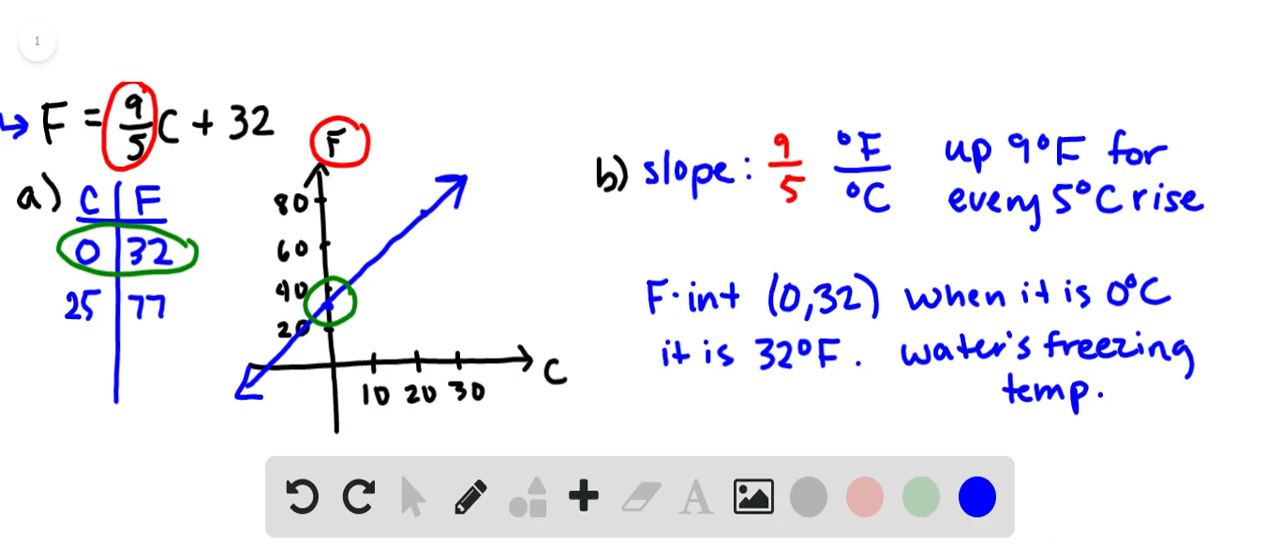 1
→ F = 9/5 C + 32
a) C | F
0 | 32
25 | 77
F
80
60
40
20
10 20 30
C
b) slope: 9/5 °F/°C up 9°F for
every 5°C rise
F·int (0,32) when it is 0°C
it is 32°F. water's freezing
temp.
A